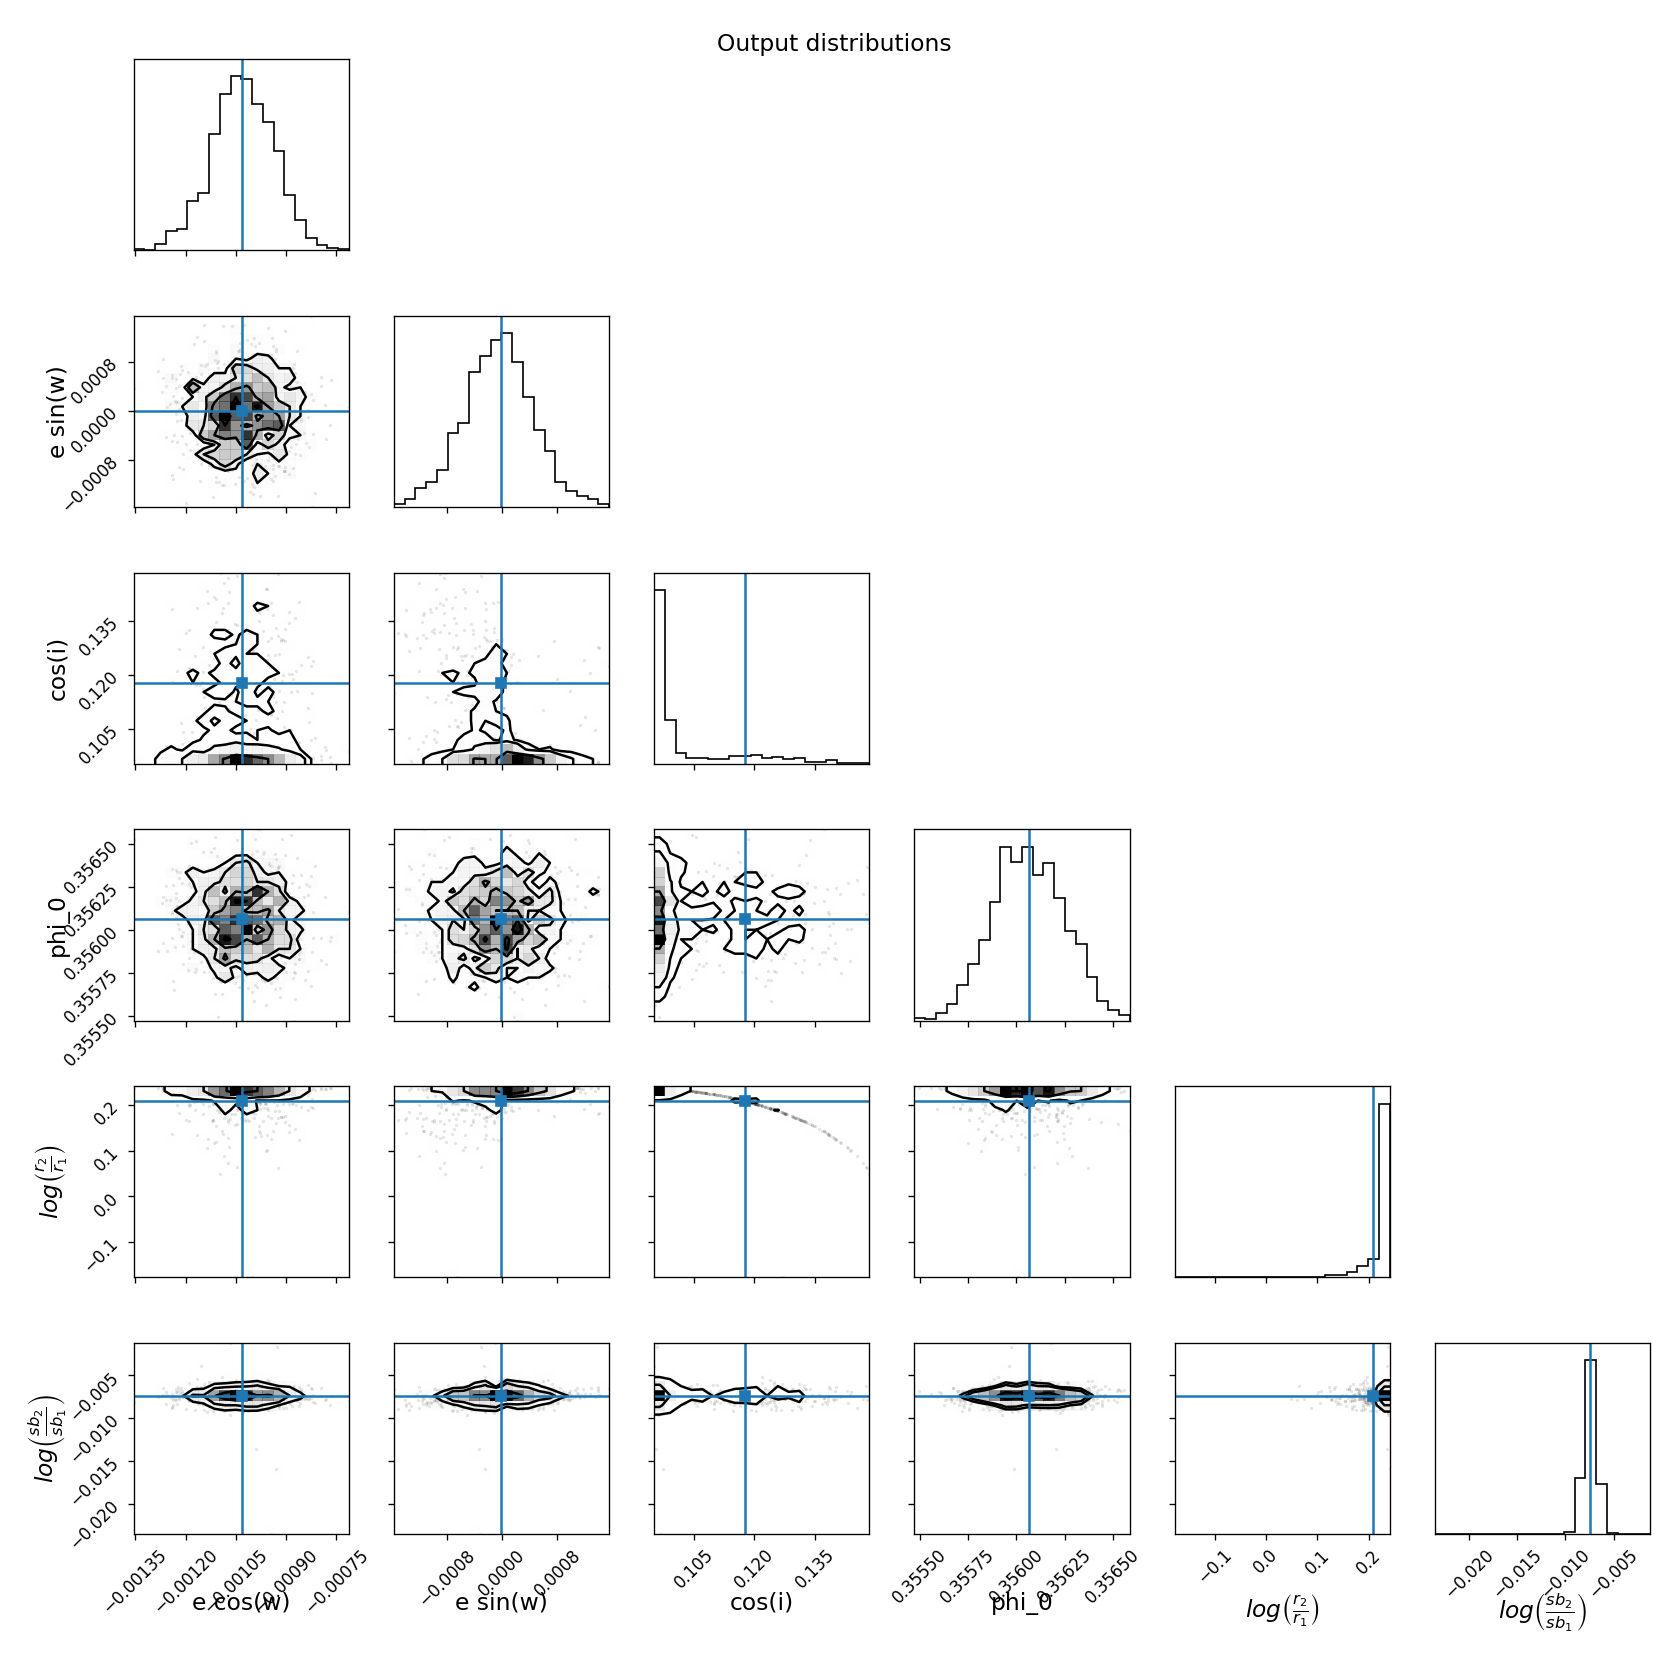 Output distributions
e sin(w)
0.0008
0.0000
−0.0008
cos(i)
0.135
0.120
0.105
phi_0
0.35650
0.35625
0.35600
0.35575
0.35550
log(r2/r1)
0.2
0.1
0.0
−0.1
log(sb2/sb1)
−0.005
−0.010
−0.015
−0.020
−0.00135 −0.00120 −0.00105 −0.00090 −0.00075
−0.0008 0.0000 0.0008
0.105 0.120 0.135
0.35550 0.35575 0.35600 0.35625 0.35650
−0.1 0.0 0.1 0.2
−0.020 −0.015 −0.010 −0.005
e cos(w)
e sin(w)
cos(i)
phi_0
log(r2/r1)
log(sb2/sb1)